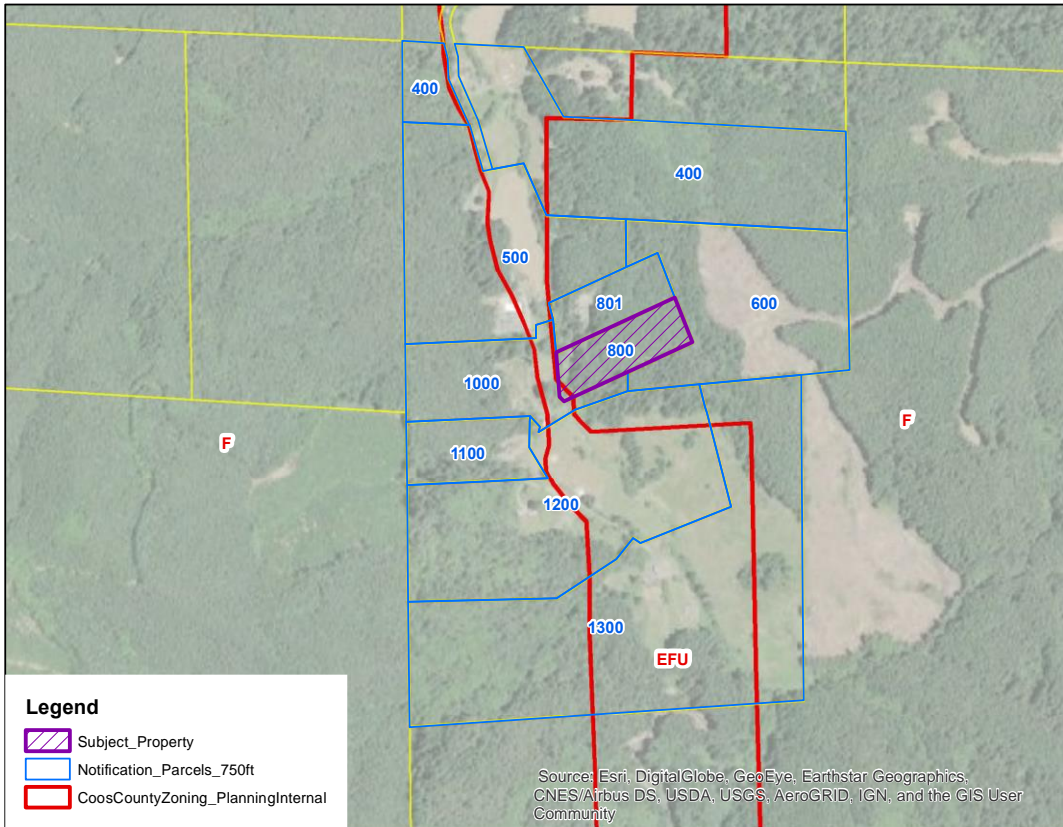 400
400
500
801
600
800
1000
F
F
1100
1200
1300
EFU
Legend
Subject_Property
Notification_Parcels_750ft
CoosCountyZoning_PlanningInternal
Source: Esri, DigitalGlobe, GeoEye, Earthstar Geographics,
CNES/Airbus DS, USDA, USGS, AeroGRID, IGN, and the GIS User
Community